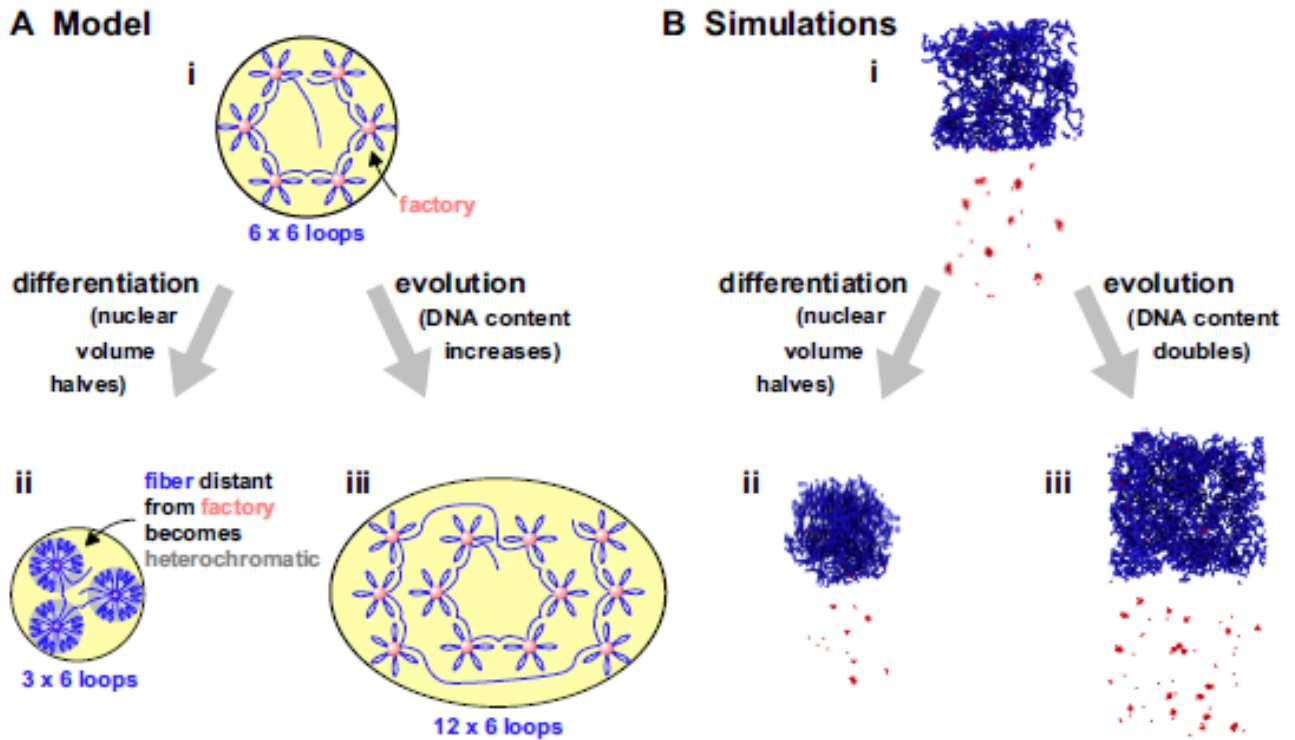 A Model
i
factory
6 x 6 loops
differentiation
(nuclear
volume
halves)
evolution
(DNA content
increases)
ii
fiber distant
from factory
becomes
heterochromatic
3 x 6 loops
iii
12 x 6 loops
B Simulations
i
differentiation
(nuclear
volume
halves)
evolution
(DNA content
doubles)
ii
iii